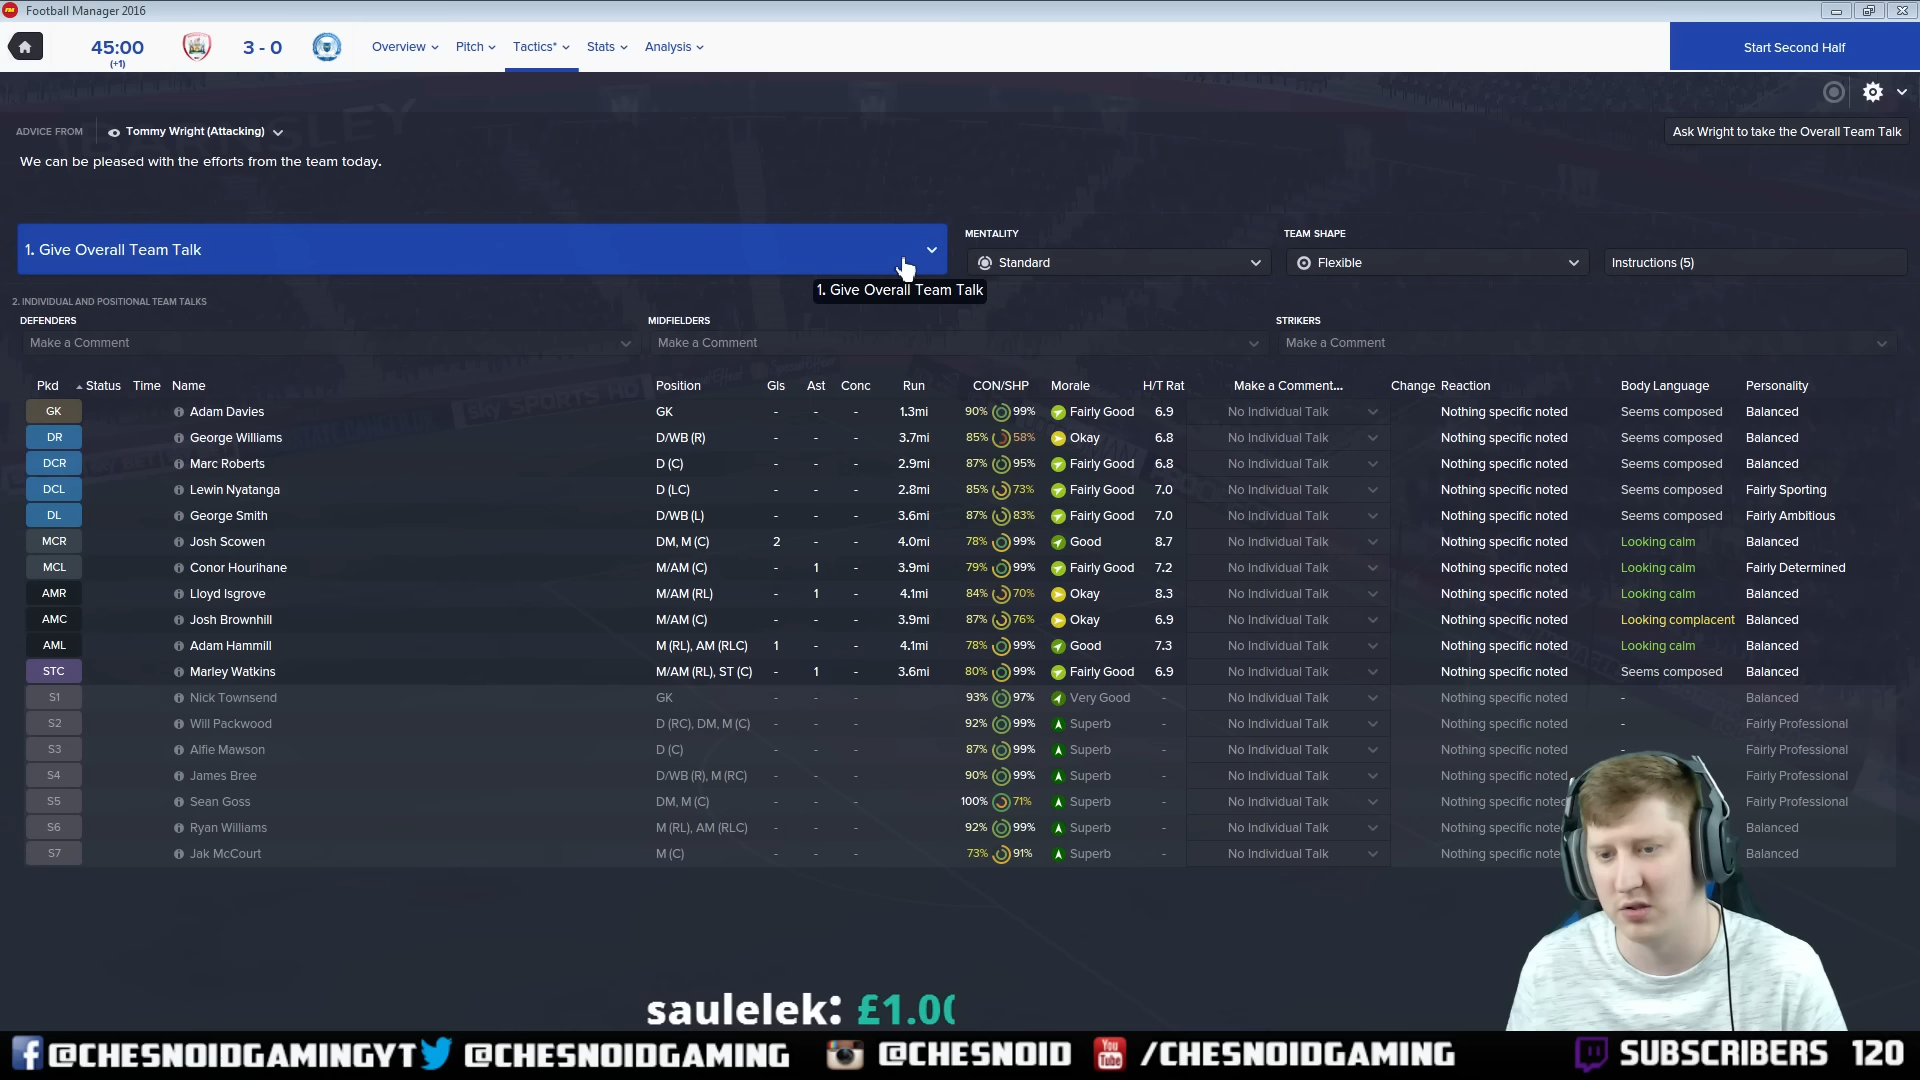 Football Manager 2016
45:00
(+1)
3 - 0
Overview
Pitch
Tactics*
Stats
Analysis
Start Second Half
ADVICE FROM
Tommy Wright (Attacking)
Ask Wright to take the Overall Team Talk
We can be pleased with the efforts from the team today.
1. Give Overall Team Talk
MENTALITY
Standard
TEAM SHAPE
Flexible
Instructions (5)
1. Give Overall Team Talk
2. INDIVIDUAL AND POSITIONAL TEAM TALKS
DEFENDERS MIDFIELDERS STRIKERS
Make a Comment Make a Comment Make a Comment
Pkd Status Time Name Position Gls Ast Conc Run CON/SHP Morale H/T Rat Make a Comment... Change Reaction Body Language Personality
GK Adam Davies GK - - - 1.3mi 90% 99% Fairly Good 6.9 No Individual Talk Nothing specific noted Seems composed Balanced
DR George Williams D/WB (R) - - - 3.7mi 85% 58% Okay 6.8 No Individual Talk Nothing specific noted Seems composed Balanced
DCR Marc Roberts D (C) - - - 2.9mi 87% 95% Fairly Good 6.8 No Individual Talk Nothing specific noted Seems composed Balanced
DCL Lewin Nyatanga D (LC) - - - 2.8mi 85% 73% Fairly Good 7.0 No Individual Talk Nothing specific noted Seems composed Fairly Sporting
DL George Smith D/WB (L) - - - 3.6mi 87% 83% Fairly Good 7.0 No Individual Talk Nothing specific noted Seems composed Fairly Ambitious
MCR Josh Scowen DM, M (C) 2 - - 4.0mi 78% 99% Good 8.7 No Individual Talk Nothing specific noted Looking calm Balanced
MCL Conor Hourihane M/AM (C) - 1 - 3.9mi 79% 99% Fairly Good 7.2 No Individual Talk Nothing specific noted Looking calm Fairly Determined
AMR Lloyd Isgrove M/AM (RL) - 1 - 4.1mi 84% 70% Okay 8.3 No Individual Talk Nothing specific noted Looking calm Balanced
AMC Josh Brownhill M/AM (C) - - - 3.9mi 87% 76% Okay 6.9 No Individual Talk Nothing specific noted Looking complacent Balanced
AML Adam Hammill M (RL), AM (RLC) 1 - - 4.1mi 78% 99% Good 7.3 No Individual Talk Nothing specific noted Looking calm Balanced
STC Marley Watkins M/AM (RL), ST (C) - 1 - 3.6mi 80% 99% Fairly Good 6.9 No Individual Talk Nothing specific noted Seems composed Balanced
S1 Nick Townsend GK - - - 93% 97% Very Good - No Individual Talk Nothing specific noted - Balanced
S2 Will Packwood D (RC), DM, M (C) - - - 92% 99% Superb - No Individual Talk Nothing specific noted - Fairly Professional
S3 Alfie Mawson D (C) - - - 87% 99% Superb - No Individual Talk Nothing specific noted - Fairly Professional
S4 James Bree D/WB (R), M (RC) - - - 90% 99% Superb - No Individual Talk Nothing specific noted Fairly Professional
S5 Sean Goss DM, M (C) - - - 100% 71% Superb - No Individual Talk Nothing specific Fairly Professional
S6 Ryan Williams M (RL), AM (RLC) - - - 92% 99% Superb - No Individual Talk Nothing specific Balanced
S7 Jak McCourt M (C) - - - 73% 91% Superb - No Individual Talk Nothing specific Balanced
saulelek: £1.00
@CHESNOIDGAMINGYT @CHESNOIDGAMING @CHESNOID You Tube /CHESNOIDGAMING SUBSCRIBERS 120